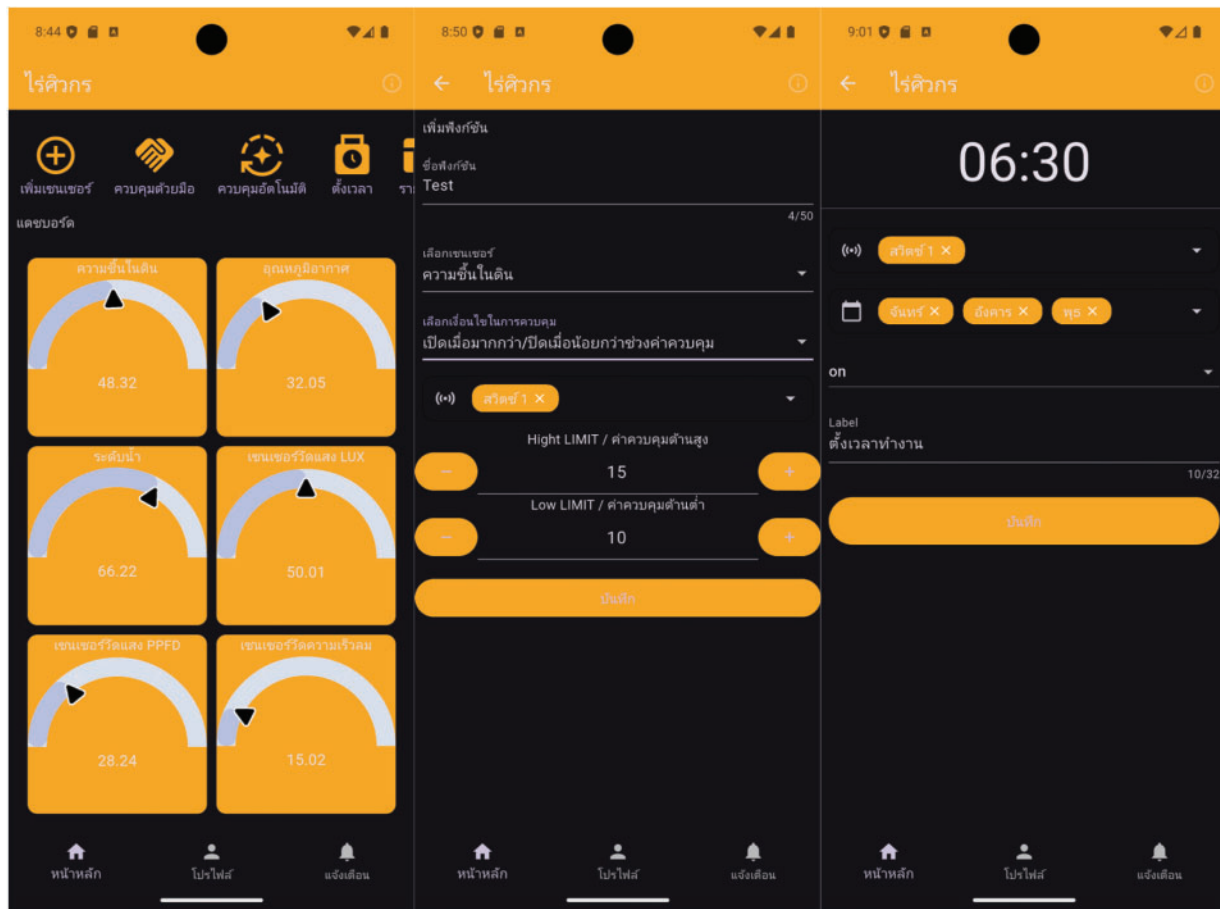 8:44
ไร่ศิวกร
เพิ่มเซนเซอร์
ควบคุมด้วยมือ
ควบคุมอัตโนมัติ
ตั้งเวลา
แดชบอร์ด
ความชื้นในดิน
48.32
อุณหภูมิอากาศ
32.05
ระดับน้ำ
66.22
เซนเซอร์วัดแสง LUX
50.01
เซนเซอร์วัดแสง PPFD
28.24
เซนเซอร์วัดความเร็วลม
15.02
หน้าหลัก
โปรไฟล์
แจ้งเตือน
8:50
ไร่ศิวกร
เพิ่มฟังก์ชัน
ชื่อฟังก์ชัน
Test
4/50
เลือกเซนเซอร์
ความชื้นในดิน
เลือกเงื่อนไขในการควบคุม
เปิดเมื่อมากกว่า/ปิดเมื่อน้อยกว่าช่วงค่าควบคุม
สวิตช์ 1 ×
Hight LIMIT / ค่าควบคุมด้านสูง
− 15 +
Low LIMIT / ค่าควบคุมด้านต่ำ
− 10 +
บันทึก
หน้าหลัก
โปรไฟล์
แจ้งเตือน
9:01
ไร่ศิวกร
06:30
สวิตช์ 1 ×
จันทร์ × อังคาร × พุธ ×
on
Label
ตั้งเวลาทำงาน
10/32
บันทึก
หน้าหลัก
โปรไฟล์
แจ้งเตือน